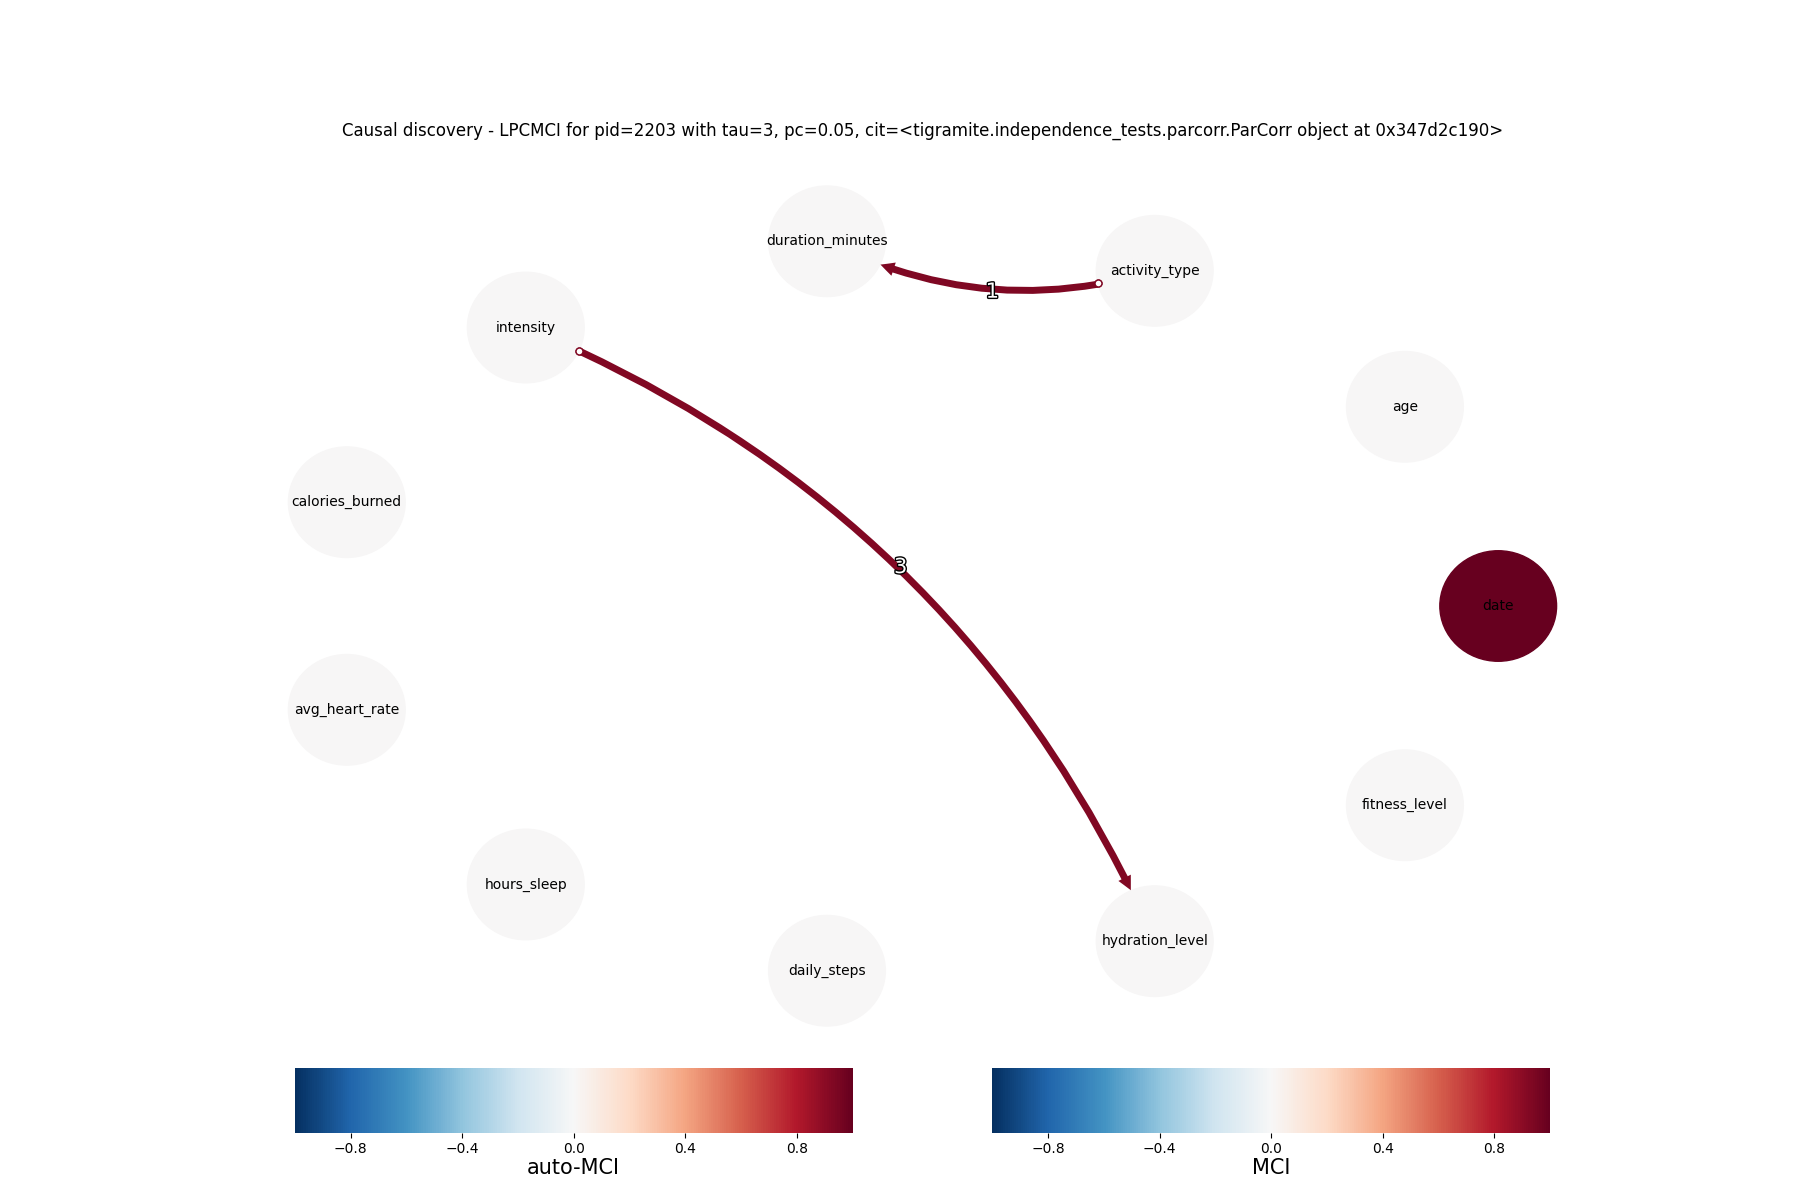 Causal discovery - LPCMCI for pid=2203 with tau=3, pc=0.05, cit=<tigramite.independence_tests.parcorr.ParCorr object at 0x347d2c190>
duration_minutes
activity_type
1
intensity
age
calories_burned
3
date
avg_heart_rate
fitness_level
hours_sleep
hydration_level
daily_steps
−0.8 −0.4 0.0 0.4 0.8
auto-MCI
−0.8 −0.4 0.0 0.4 0.8
MCI